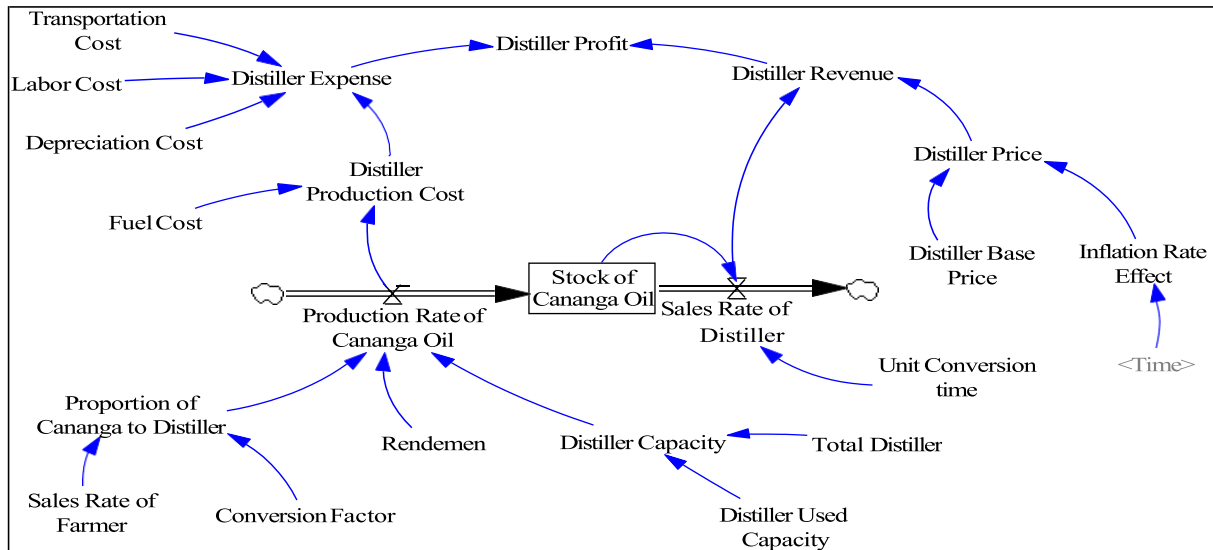 Transportation
Cost
Distiller Profit
Labor Cost
Distiller Expense
Distiller Revenue
Depreciation Cost
Distiller Price
Distiller
Production Cost
Fuel Cost
Distiller Base
Price
Inflation Rate
Effect
Stock of
Cananga Oil
Production Rate of
Cananga Oil
Sales Rate of
Distiller
Unit Conversion
time
<Time>
Proportion of
Cananga to Distiller
Rendemen
Distiller Capacity
Total Distiller
Sales Rate of
Farmer
Conversion Factor
Distiller Used
Capacity